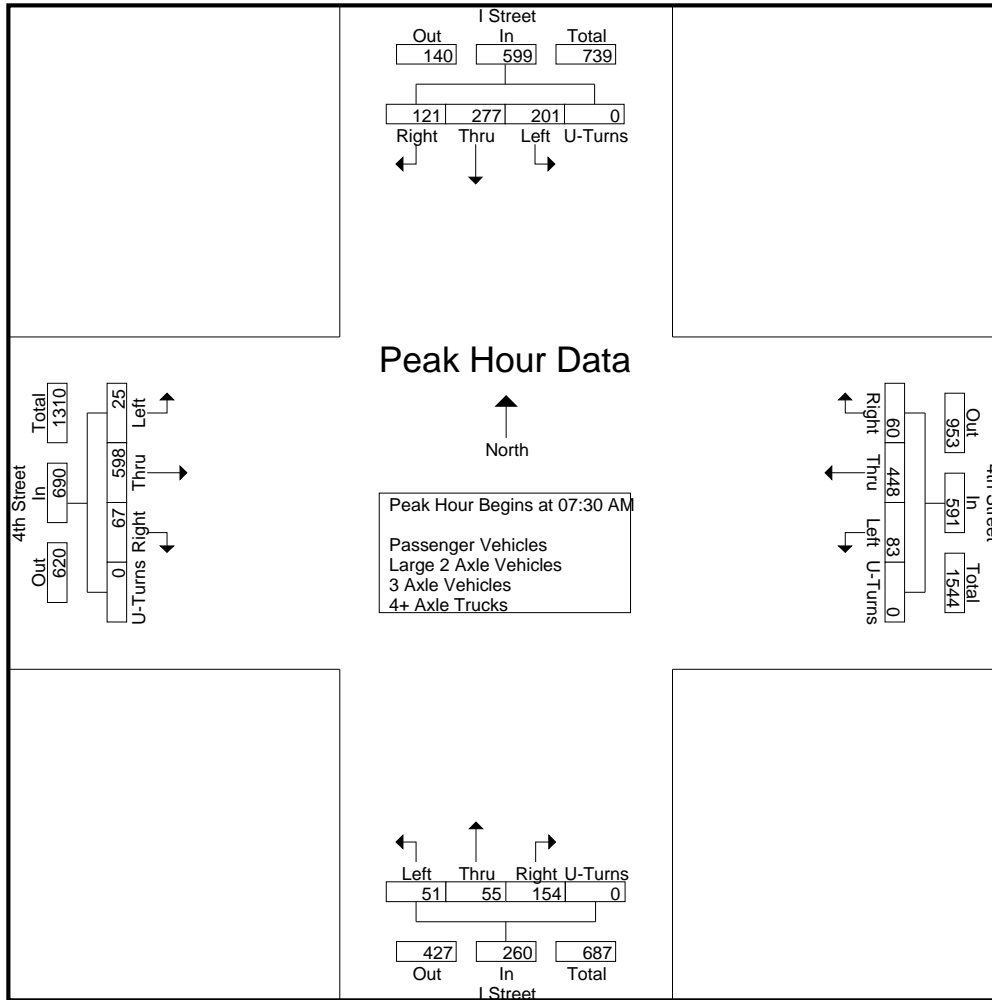 I Street
Out In Total
140 599 739
121 277 201 0
Right Thru Left U-Turns
Peak Hour Data
North
Peak Hour Begins at 07:30 AM
Passenger Vehicles
Large 2 Axle Vehicles
3 Axle Vehicles
4+ Axle Trucks
4th Street
Out In Total
620 690 1310
0 67 598 25
U-Turns Right Thru Left
4th Street
Out In Total
953 591 1544
60 448 83 0
Right Thru Left U-Turns
Left Thru Right U-Turns
51 55 154 0
427 260 687
Out In Total
I Street